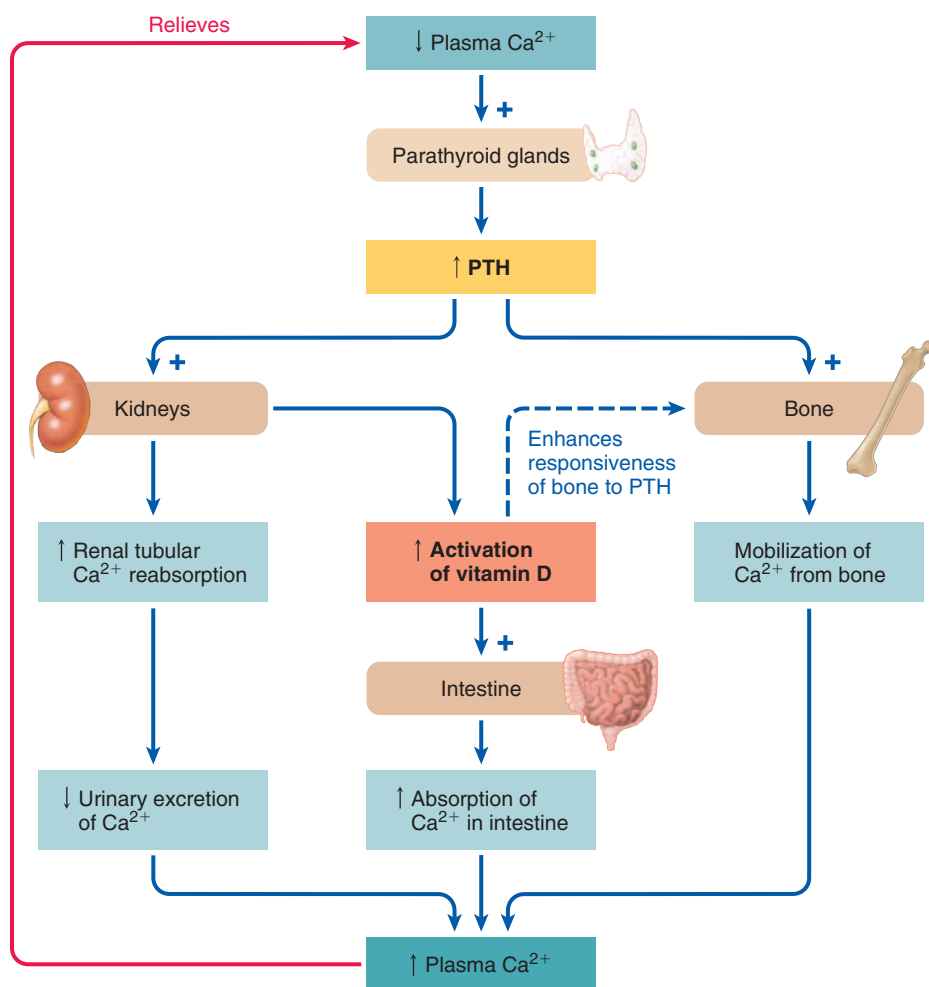 Relieves
↓ Plasma Ca²⁺
+
Parathyroid glands
↑ PTH
+
+
Kidneys
Bone
Enhances
responsiveness
of bone to PTH
↑ Renal tubular
Ca²⁺ reabsorption
↑ Activation
of vitamin D
Mobilization of
Ca²⁺ from bone
+
Intestine
↓ Urinary excretion
of Ca²⁺
↑ Absorption of
Ca²⁺ in intestine
↑ Plasma Ca²⁺